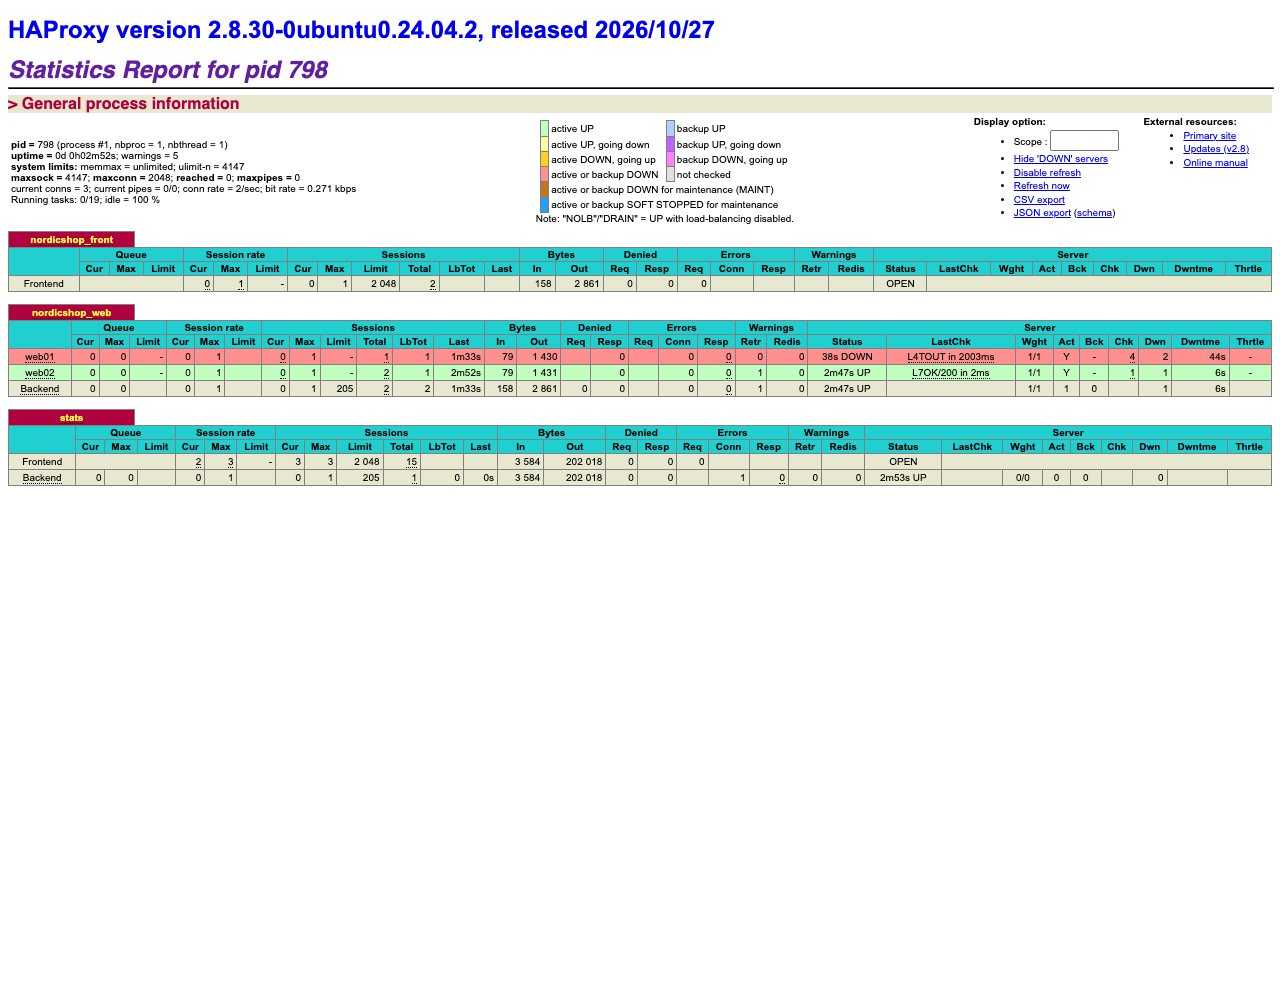 HAProxy version 2.8.30-0ubuntu0.24.04.2, released 2026/10/27
Statistics Report for pid 798
> General process information
pid = 798 (process #1, nbproc = 1, nbthread = 1)
uptime = 0d 0h02m52s; warnings = 5
system limits: memmax = unlimited; ulimit-n = 4147
maxsock = 4147; maxconn = 2048; reached = 0; maxpipes = 0
current conns = 3; current pipes = 0/0; conn rate = 2/sec; bit rate = 0.271 kbps
Running tasks: 0/19; idle = 100 %
active UP backup UP
active UP, going down backup UP, going down
active DOWN, going up backup DOWN, going up
active or backup DOWN not checked
active or backup DOWN for maintenance (MAINT)
active or backup SOFT STOPPED for maintenance
Note: "NOLB"/"DRAIN" = UP with load-balancing disabled.
Display option:
• Scope :
• Hide 'DOWN' servers
• Disable refresh
• Refresh now
• CSV export
• JSON export (schema)
External resources:
• Primary site
• Updates (v2.8)
• Online manual
nordicshop_front
Queue Session rate Sessions Bytes Denied Errors Warnings Server
Cur Max Limit Cur Max Limit Cur Max Limit Total LbTot Last In Out Req Resp Req Conn Resp Retr Redis Status LastChk Wght Act Bck Chk Dwn Dwntme Thrtle
Frontend 0 1 - 0 1 2 048 2 158 2 861 0 0 0 OPEN
nordicshop_web
Queue Session rate Sessions Bytes Denied Errors Warnings Server
Cur Max Limit Cur Max Limit Cur Max Limit Total LbTot Last In Out Req Resp Req Conn Resp Retr Redis Status LastChk Wght Act Bck Chk Dwn Dwntme Thrtle
web01 0 0 - 0 1 0 1 - 1 1 1m33s 79 1 430 0 0 0 0 0 38s DOWN L4TOUT in 2003ms 1/1 Y - 4 2 44s -
web02 0 0 - 0 1 0 1 - 2 1 2m52s 79 1 431 0 0 0 1 0 2m47s UP L7OK/200 in 2ms 1/1 Y - 1 1 6s -
Backend 0 0 0 1 0 1 205 2 2 1m33s 158 2 861 0 0 0 0 1 0 2m47s UP 1/1 1 0 1 6s
stats
Queue Session rate Sessions Bytes Denied Errors Warnings Server
Cur Max Limit Cur Max Limit Cur Max Limit Total LbTot Last In Out Req Resp Req Conn Resp Retr Redis Status LastChk Wght Act Bck Chk Dwn Dwntme Thrtle
Frontend 2 3 - 3 3 2 048 15 3 584 202 018 0 0 0 OPEN
Backend 0 0 0 1 0 1 205 1 0 0s 3 584 202 018 0 0 1 0 0 0 2m53s UP 0/0 0 0 0